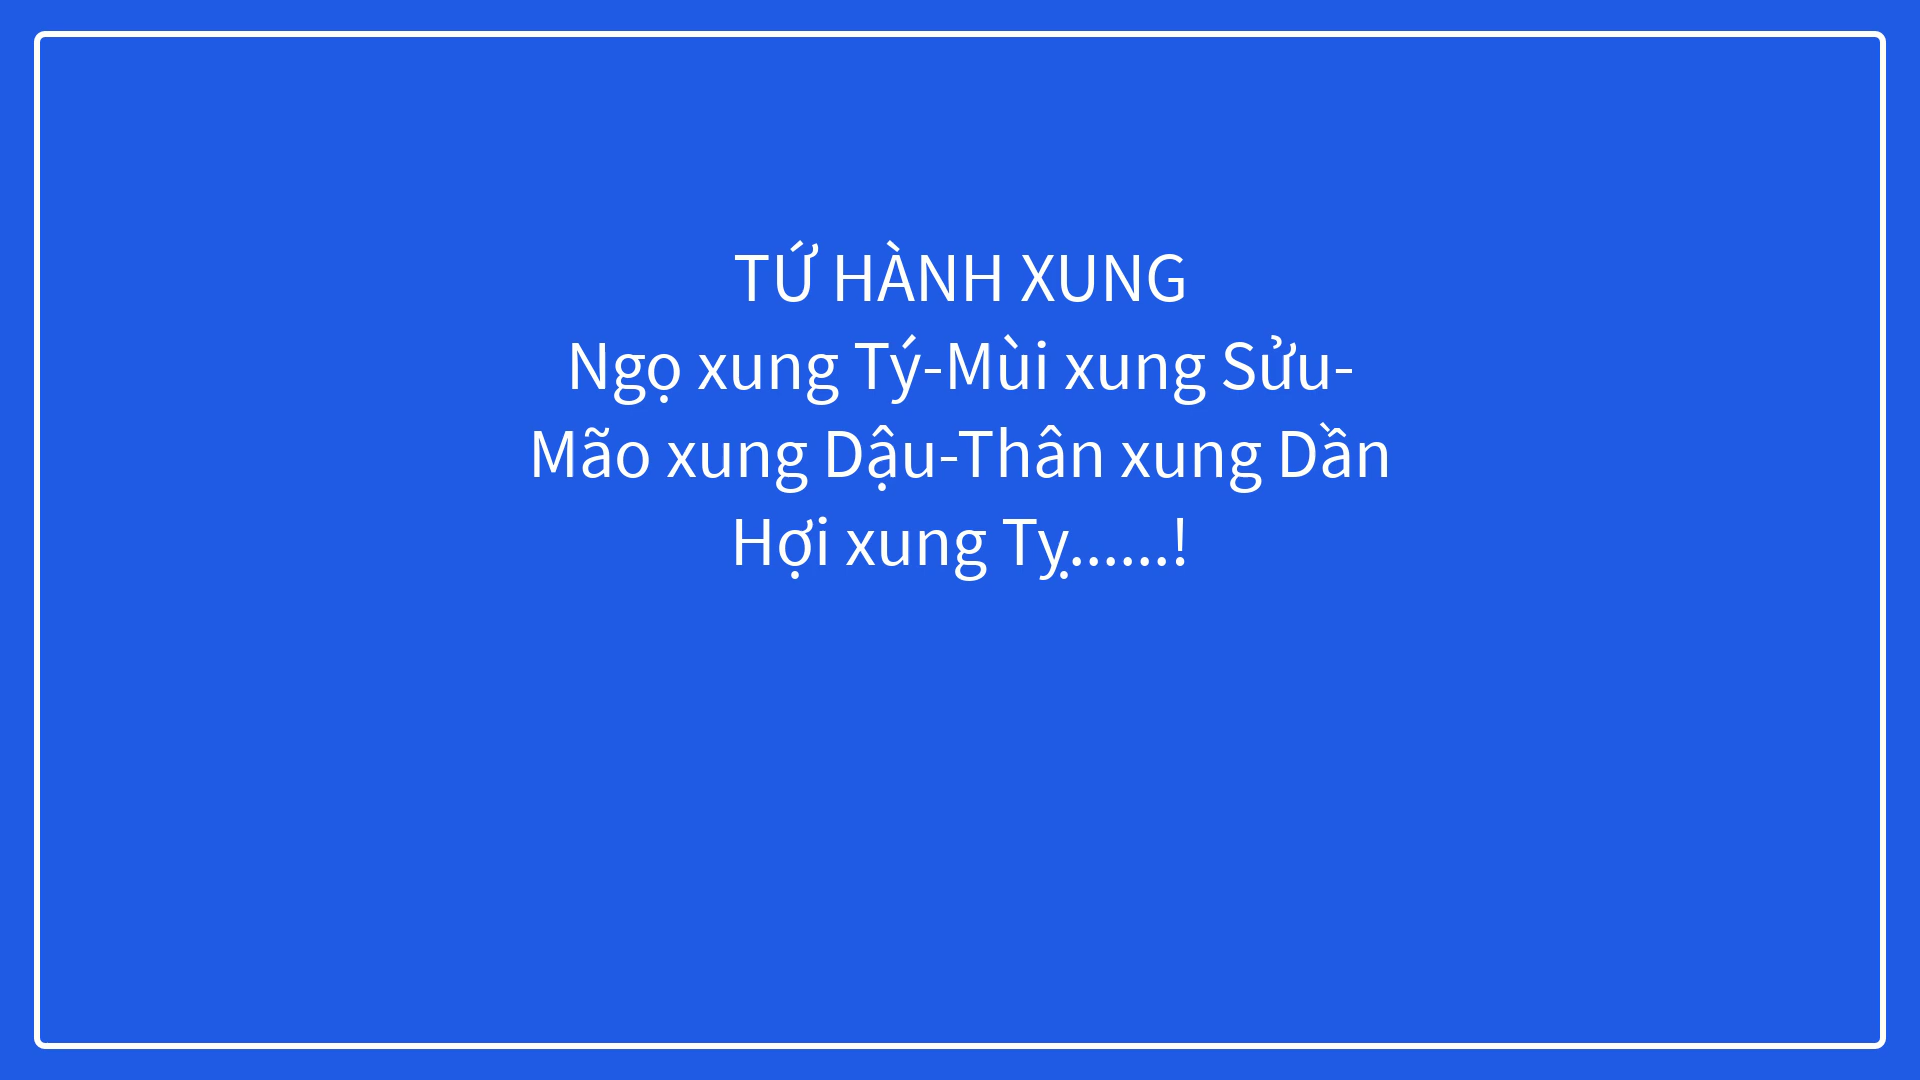 TỨ HÀNH XUNG
Ngọ xung Tý-Mùi xung Sửu-
Mão xung Dậu-Thân xung Dần
Hợi xung Tỵ......!